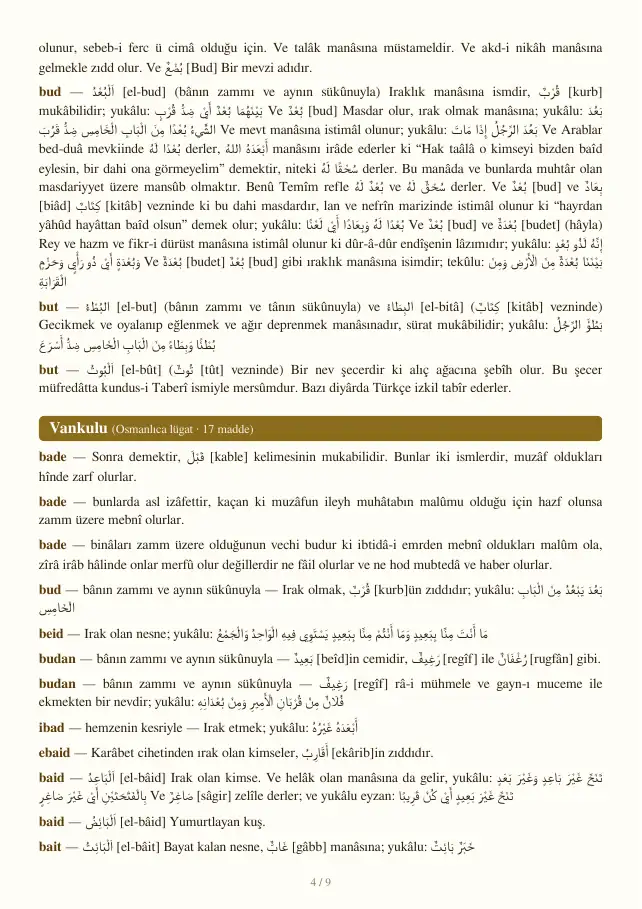 olunur, sebeb-i ferc ü cimâ olduğu için. Ve talâk manâsına müstameldir. Ve akd-i nikâh manâsına
gelmekle zıdd olur. Ve بُضْعٌ [Bud] Bir mevzi adıdır.
bud — اَلْبُعْدُ [el-bud] (bânın zammı ve aynın sükûnuyla) Iraklık manâsına ismdir, قُرْبٌ [kurb]
mukâbilidir; yukâlu: بَيْنَهُمَا بُعْدٌ أَيْ ضِدُّ قُرْبٍ Ve بُعْدٌ [bud] Masdar olur, ırak olmak manâsına; yukâlu: بَعُدَ
الشَّيْءُ بُعْدًا مِنَ الْبَابِ الْخَامِسِ ضِدُّ قَرُبَ Ve mevt manâsına istimâl olunur; yukâlu: بَعُدَ الرَّجُلُ إِذَا مَاتَ Ve Arablar
bed-duâ mevkiinde بُعْدًا لَهُ derler, أَبْعَدَهُ اللهُ manâsını irâde ederler ki “Hak taâlâ o kimseyi bizden baîd
eylesin, bir dahi ona görmeyelim” demektir, niteki سُحْقًا لَهُ derler. Bu manâda ve bunlarda muhtâr olan
masdariyyet üzere mansûb olmaktır. Benû Temîm refle بُعْدٌ لَهُ ve سُحْقٌ لَهُ derler. Ve بُعْدٌ [bud] ve بِعَادٌ
[biâd] كِتَابٌ [kitâb] vezninde ki bu dahi masdardır, lan ve nefrîn marizinde istimâl olunur ki “hayrdan
yâhûd hayâttan baîd olsun” demek olur; yukâlu: بُعْدًا لَهُ وَبِعَادًا أَيْ لَعْنًا Ve بُعْدٌ [bud] ve بُعْدَةٌ [budet] (hâyla)
Rey ve hazm ve fikr-i dürüst manâsına istimâl olunur ki dûr-â-dûr endîşenin lâzımıdır; yukâlu: إِنَّهُ لَذُو بُعْدٍ
وَبُعْدَةٍ أَيْ ذُو رَأْيٍ وَحَزْمٍ Ve بُعْدَةٌ [budet] بُعْدٌ [bud] gibi ıraklık manâsına isimdir; tekûlu: بَيْنَنَا بُعْدَةٌ مِنَ الْأَرْضِ وَمِنَ
الْقَرَابَةِ
but — البُطْءُ [el-but] (bânın zammı ve tânın sükûnuyla) ve البِطَاءُ [el-bitâ] (كِتَابٌ [kitâb] vezninde)
Gecikmek ve oyalanıp eğlenmek ve ağır deprenmek manâsınadır, sürat mukâbilidir; yukâlu: بَطُؤَ الرَّجُلُ
بُطْئًا وَبِطَاءً مِنَ الْبَابِ الْخَامِسِ ضِدُّ أَسْرَعَ
but — اَلْبُوتُ [el-bût] (تُوتٌ [tût] vezninde) Bir nev şecerdir ki alıç ağacına şebîh olur. Bu şecer
müfredâtta kundus-i Taberî ismiyle mersûmdur. Bazı diyârda Türkçe izkil tabîr ederler.
Vankulu (Osmanlıca lügat · 17 madde)
bade — Sonra demektir, قَبْلَ [kable] kelimesinin mukabilidir. Bunlar iki ismlerdir, muzâf oldukları
hînde zarf olurlar.
bade — bunlarda asl izâfettir, kaçan ki muzâfun ileyh muhâtabın malûmu olduğu için hazf olunsa
zamm üzere mebnî olurlar.
bade — binâları zamm üzere olduğunun vechi budur ki ibtidâ-i emrden mebnî oldukları malûm ola,
zîrâ irâb hâlinde onlar merfû olur değillerdir ne fâil olurlar ve ne hod mubtedâ ve haber olurlar.
bud — bânın zammı ve aynın sükûnuyla — Irak olmak, قُرْبٌ [kurb]ün zıddıdır; yukâlu: بَعُدَ يَبْعُدُ مِنَ الْبَابِ
الْخَامِسِ
beid — Irak olan nesne; yukâlu: مَا أَنْتَ مِنَّا بِبَعِيدٍ وَمَا أَنْتُمْ مِنَّا بِبَعِيدٍ يَسْتَوِي فِيهِ الْوَاحِدُ وَالْجَمْعُ
budan — bânın zammı ve aynın sükûnuyla — بَعِيدٌ [beîd]in cemidir, رَغِيفٌ [regîf] ile رُغْفَانٌ [rugfân] gibi.
budan — bânın zammı ve aynın sükûnuyla — رَغِيفٌ [regîf] râ-i mühmele ve gayn-ı muceme ile
ekmekten bir nevdir; yukâlu: فُلَانٌ مِنْ قُرْبَانِ الْأَمِيرِ وَمِنْ بُعْدَانِهِ
ibad — hemzenin kesriyle — Irak etmek; yukâlu: أَبْعَدَهُ غَيْرُهُ
ebaid — Karâbet cihetinden ırak olan kimseler, أَقَارِبُ [ekârib]in zıddıdır.
baid — اَلْبَاعِدُ [el-bâid] Irak olan kimse. Ve helâk olan manâsına da gelir, yukâlu: تَنَحَّ غَيْرَ بَاعِدٍ وَغَيْرَ بَعَدٍ
بِالْفَتْحَتَيْنِ أَيْ غَيْرَ صَاغِرٍ Ve صَاغِرٌ [sâgir] zelîle derler; ve yukâlu eyzan: تَنَحَّ غَيْرَ بَعِيدٍ أَيْ كُنْ قَرِيبًا
baid — اَلْبَائِضُ [el-bâid] Yumurtlayan kuş.
bait — اَلْبَائِتُ [el-bâit] Bayat kalan nesne, غَابٌّ [gâbb] manâsına; yukâlu: خَبَرٌ بَائِتٌ
4 / 9